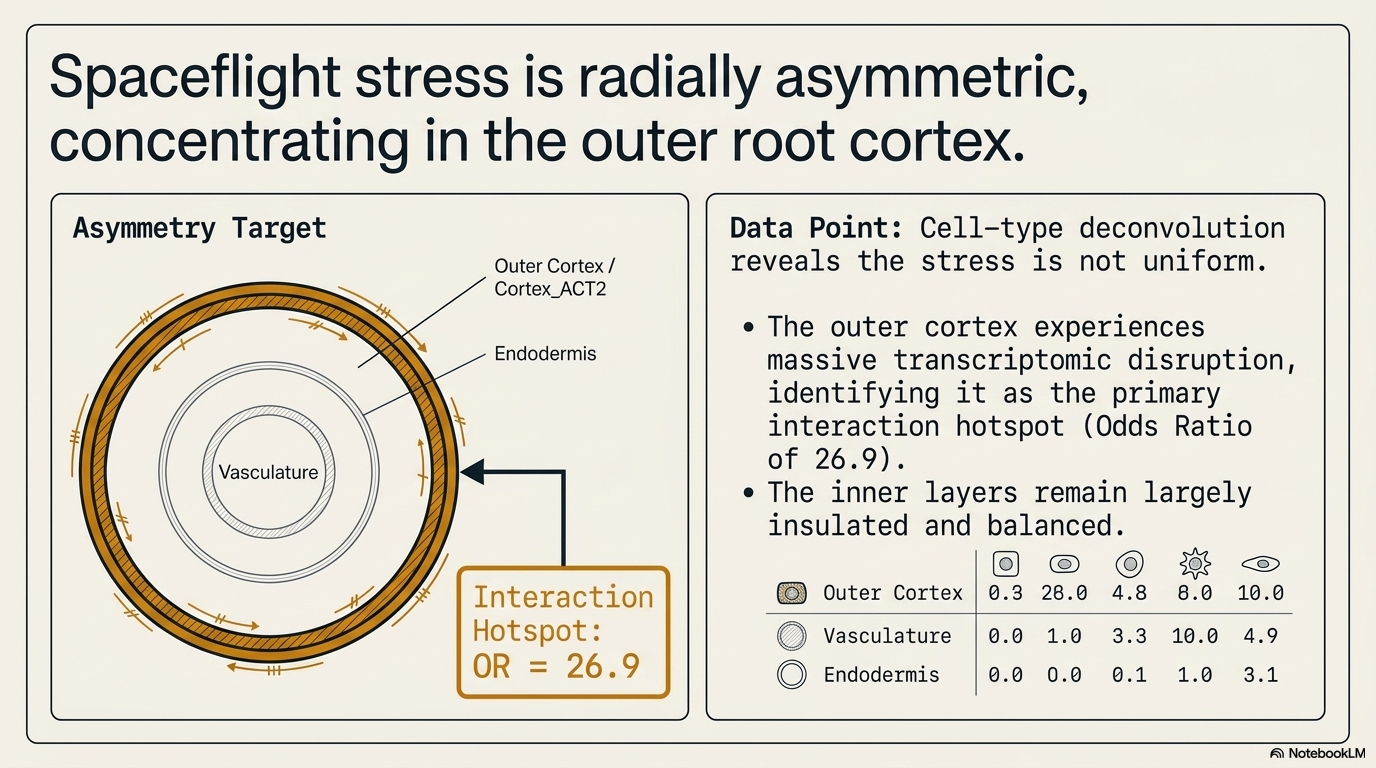 Spaceflight stress is radially asymmetric,
concentrating in the outer root cortex.
Asymmetry Target
Outer Cortex /
Cortex_ACT2
Endodermis
Vasculature
Interaction
Hotspot:
OR = 26.9
Data Point: Cell-type deconvolution
reveals the stress is not uniform.
• The outer cortex experiences
massive transcriptomic disruption,
identifying it as the primary
interaction hotspot (Odds Ratio
of 26.9).
• The inner layers remain largely
insulated and balanced.
Outer Cortex 0.3 28.0 4.8 8.0 10.0
Vasculature 0.0 1.0 3.3 10.0 4.9
Endodermis 0.0 0.0 0.1 1.0 3.1
NotebookLM